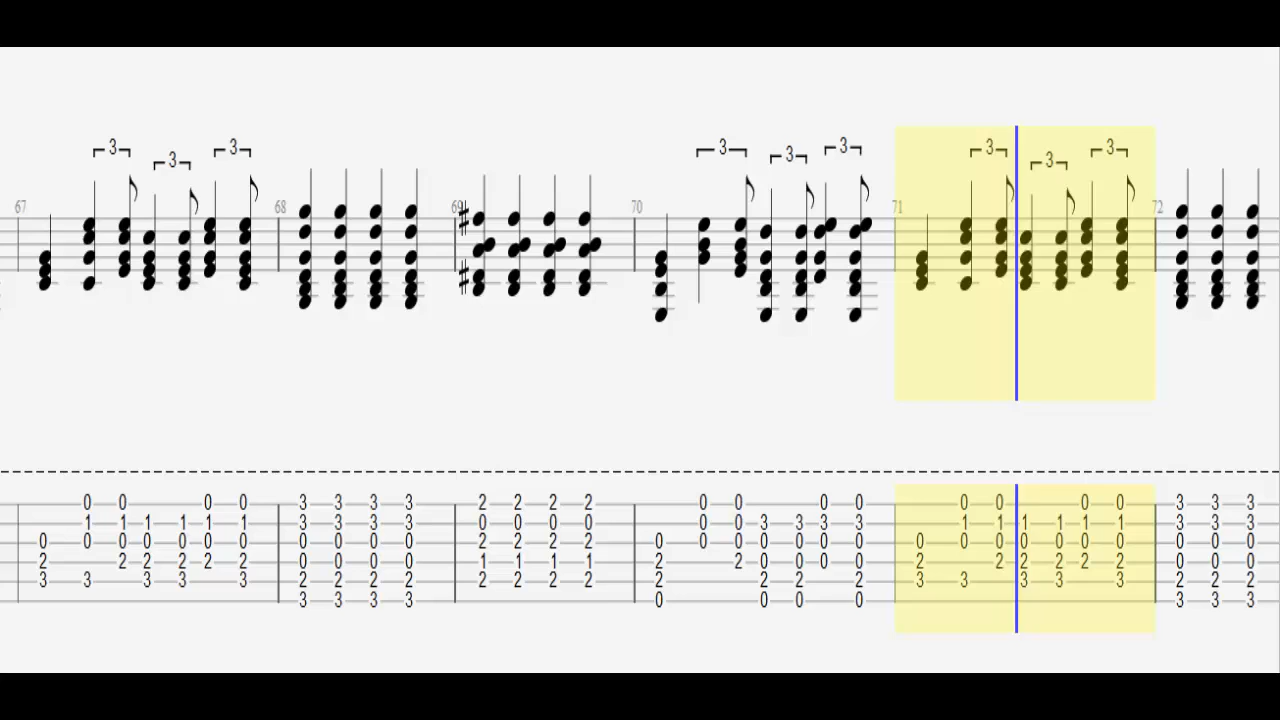 3 3 3 3 3 3 3 3 3
67 68 69 70 71 72
0 0 0 0 3 3 3 3 2 2 2 2 0 0 0 0 0 0 0 0 3 3 3
1 1 1 1 1 1 3 3 3 3 0 0 0 0 0 0 3 3 3 3 1 1 1 1 1 1 3 3 3
0 0 0 0 0 0 0 0 0 0 2 2 2 2 0 0 0 0 0 0 0 0 0 0 0 0 0 0 0
2 2 2 2 2 2 0 0 0 0 1 1 1 1 2 2 0 0 0 0 2 2 2 2 2 2 0 0 0
3 3 3 3 3 2 2 2 2 2 2 2 2 2 2 2 2 3 3 3 3 3 2 2 2
3 3 3 3 0 0 0 0 3 3 3